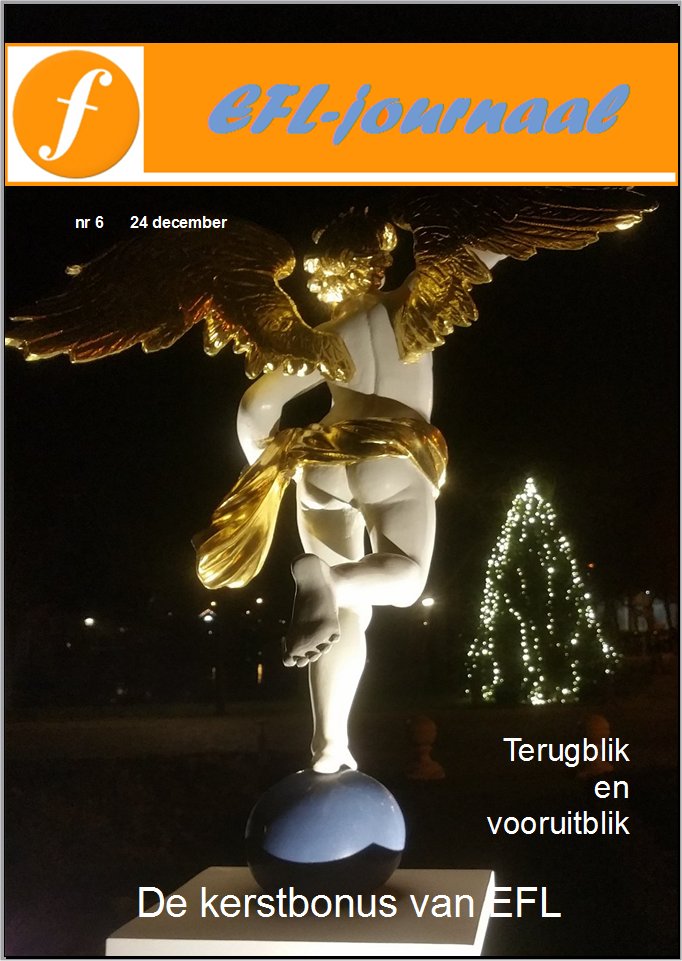 f
EFL-journaal
nr 6 24 december
Terugblik
en
vooruitblik
De kerstbonus van EFL